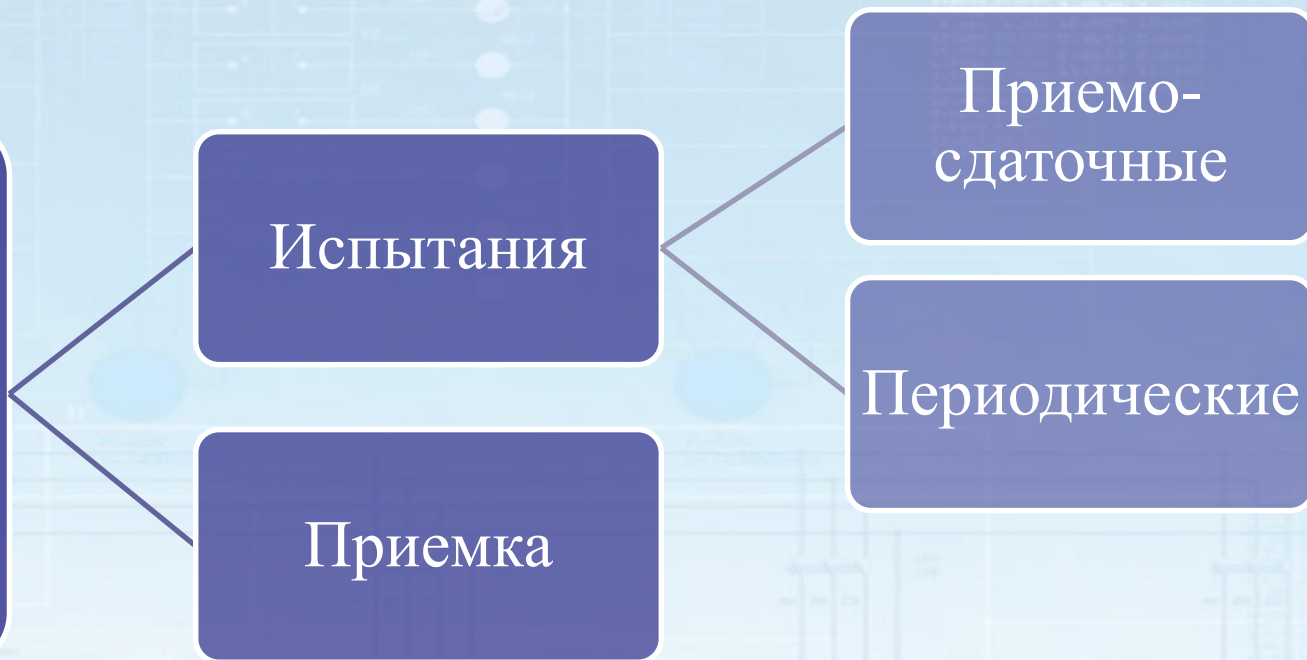 Испытания
Приемка
Приемо-
сдаточные
Периодические